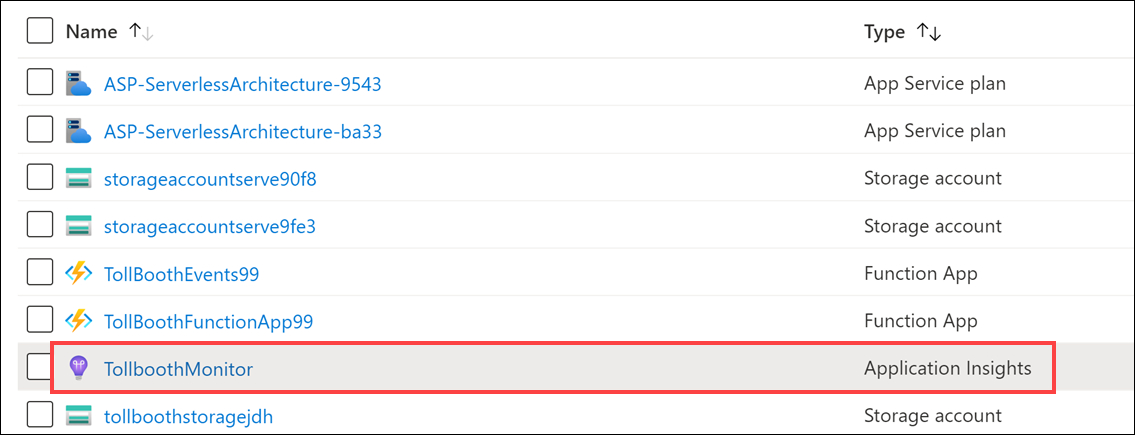 Name ↑↓ Type ↑↓
ASP-ServerlessArchitecture-9543 App Service plan
ASP-ServerlessArchitecture-ba33 App Service plan
storageaccountserve90f8 Storage account
storageaccountserve9fe3 Storage account
TollBoothEvents99 Function App
TollBoothFunctionApp99 Function App
TollboothMonitor Application Insights
tollboothstoragejdh Storage account